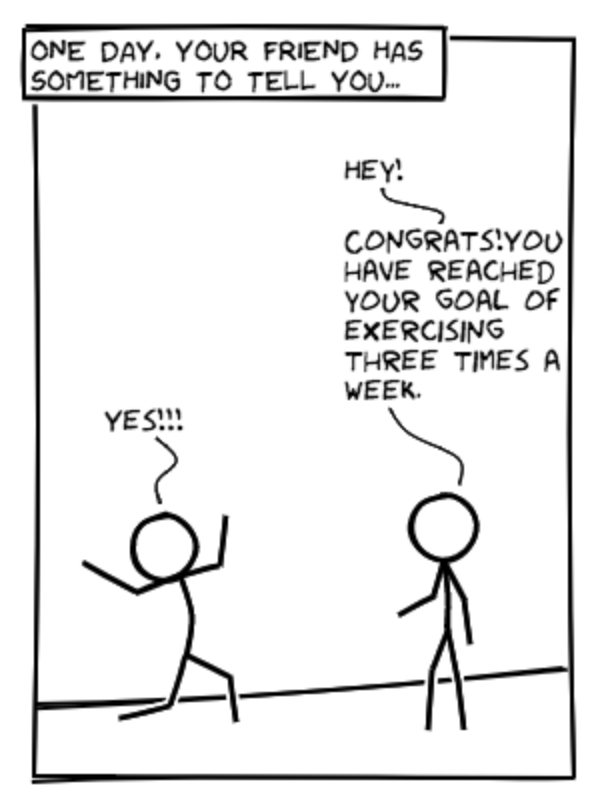 ONE DAY, YOUR FRIEND HAS
SOMETHING TO TELL YOU...
HEY!
CONGRATS!YOU
HAVE REACHED
YOUR GOAL OF
EXERCISING
THREE TIMES A
WEEK.
YES!!!